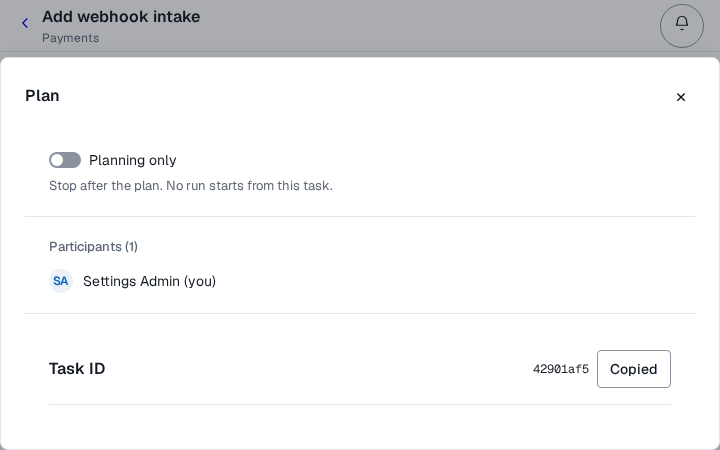 Add webhook intake
Payments
Plan
Planning only
Stop after the plan. No run starts from this task.
Participants (1)
SA Settings Admin (you)
Task ID 42901af5 Copied